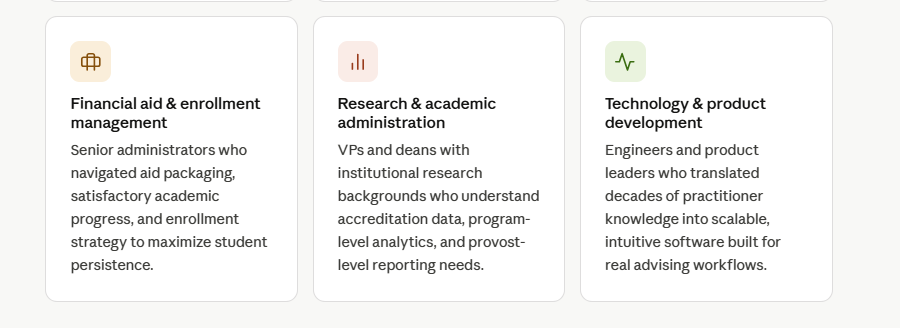 Financial aid & enrollment
management
Senior administrators who
navigated aid packaging,
satisfactory academic
progress, and enrollment
strategy to maximize student
persistence.
Research & academic
administration
VPs and deans with
institutional research
backgrounds who understand
accreditation data, program-
level analytics, and provost-
level reporting needs.
Technology & product
development
Engineers and product
leaders who translated
decades of practitioner
knowledge into scalable,
intuitive software built for
real advising workflows.